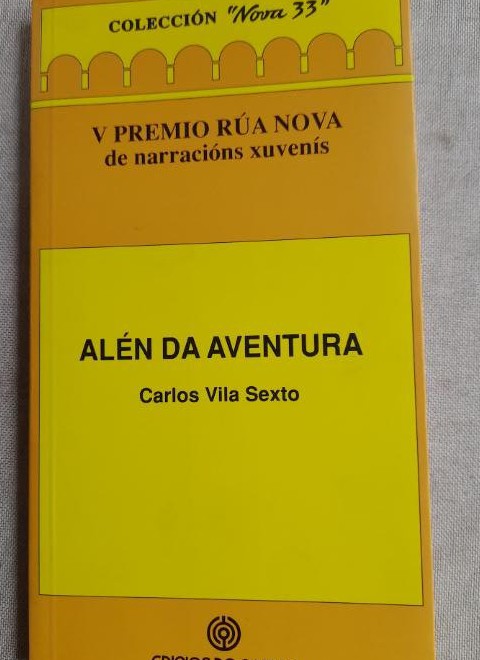 COLECCIÓN "Nova 33"
V PREMIO RÚA NOVA
de narracións xuvenís
ALÉN DA AVENTURA
Carlos Vila Sexto